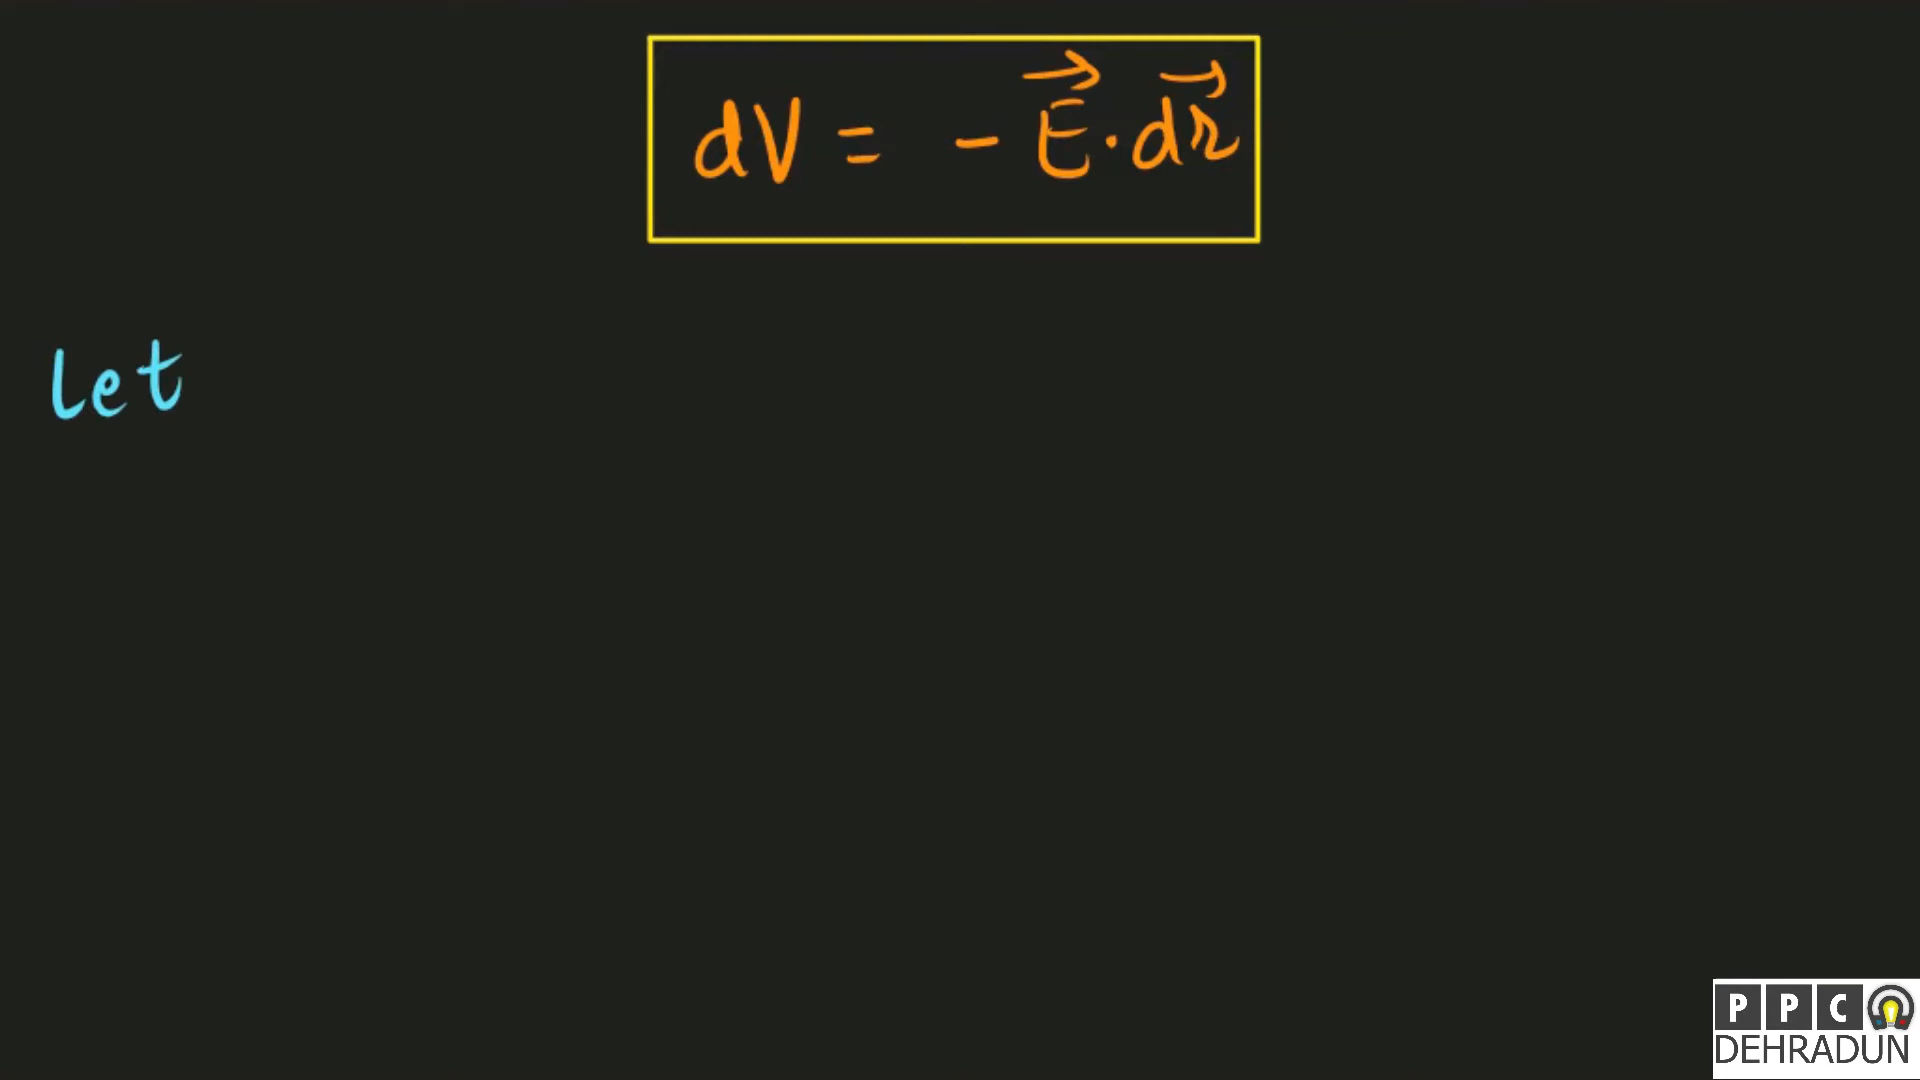 dV = - E⃗ · dr⃗
Let
PPC
DEHRADUN